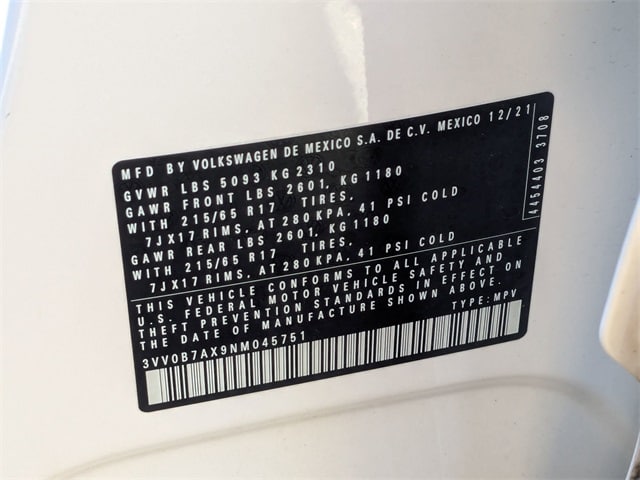 MFD BY VOLKSWAGEN DE MEXICO S.A. DE C.V. MEXICO 12/21
GVWR LBS 5093 KG 2310
GAWR FRONT LBS 2601, KG 1180
WITH 215/65 R17 TIRES,
7JX17 RIMS, AT 280 KPA, 41 PSI COLD
GAWR REAR LBS 2601, KG 1180
WITH 215/65 R17 TIRES,
7JX17 RIMS, AT 280 KPA, 41 PSI COLD
THIS VEHICLE CONFORMS TO ALL APPLICABLE
U.S. FEDERAL MOTOR VEHICLE SAFETY AND
THEFT PREVENTION STANDARDS IN EFFECT ON
THE DATE OF MANUFACTURE SHOWN ABOVE.
3VV0B7AX9NM045751 TYPE: MPV
4454403 3708